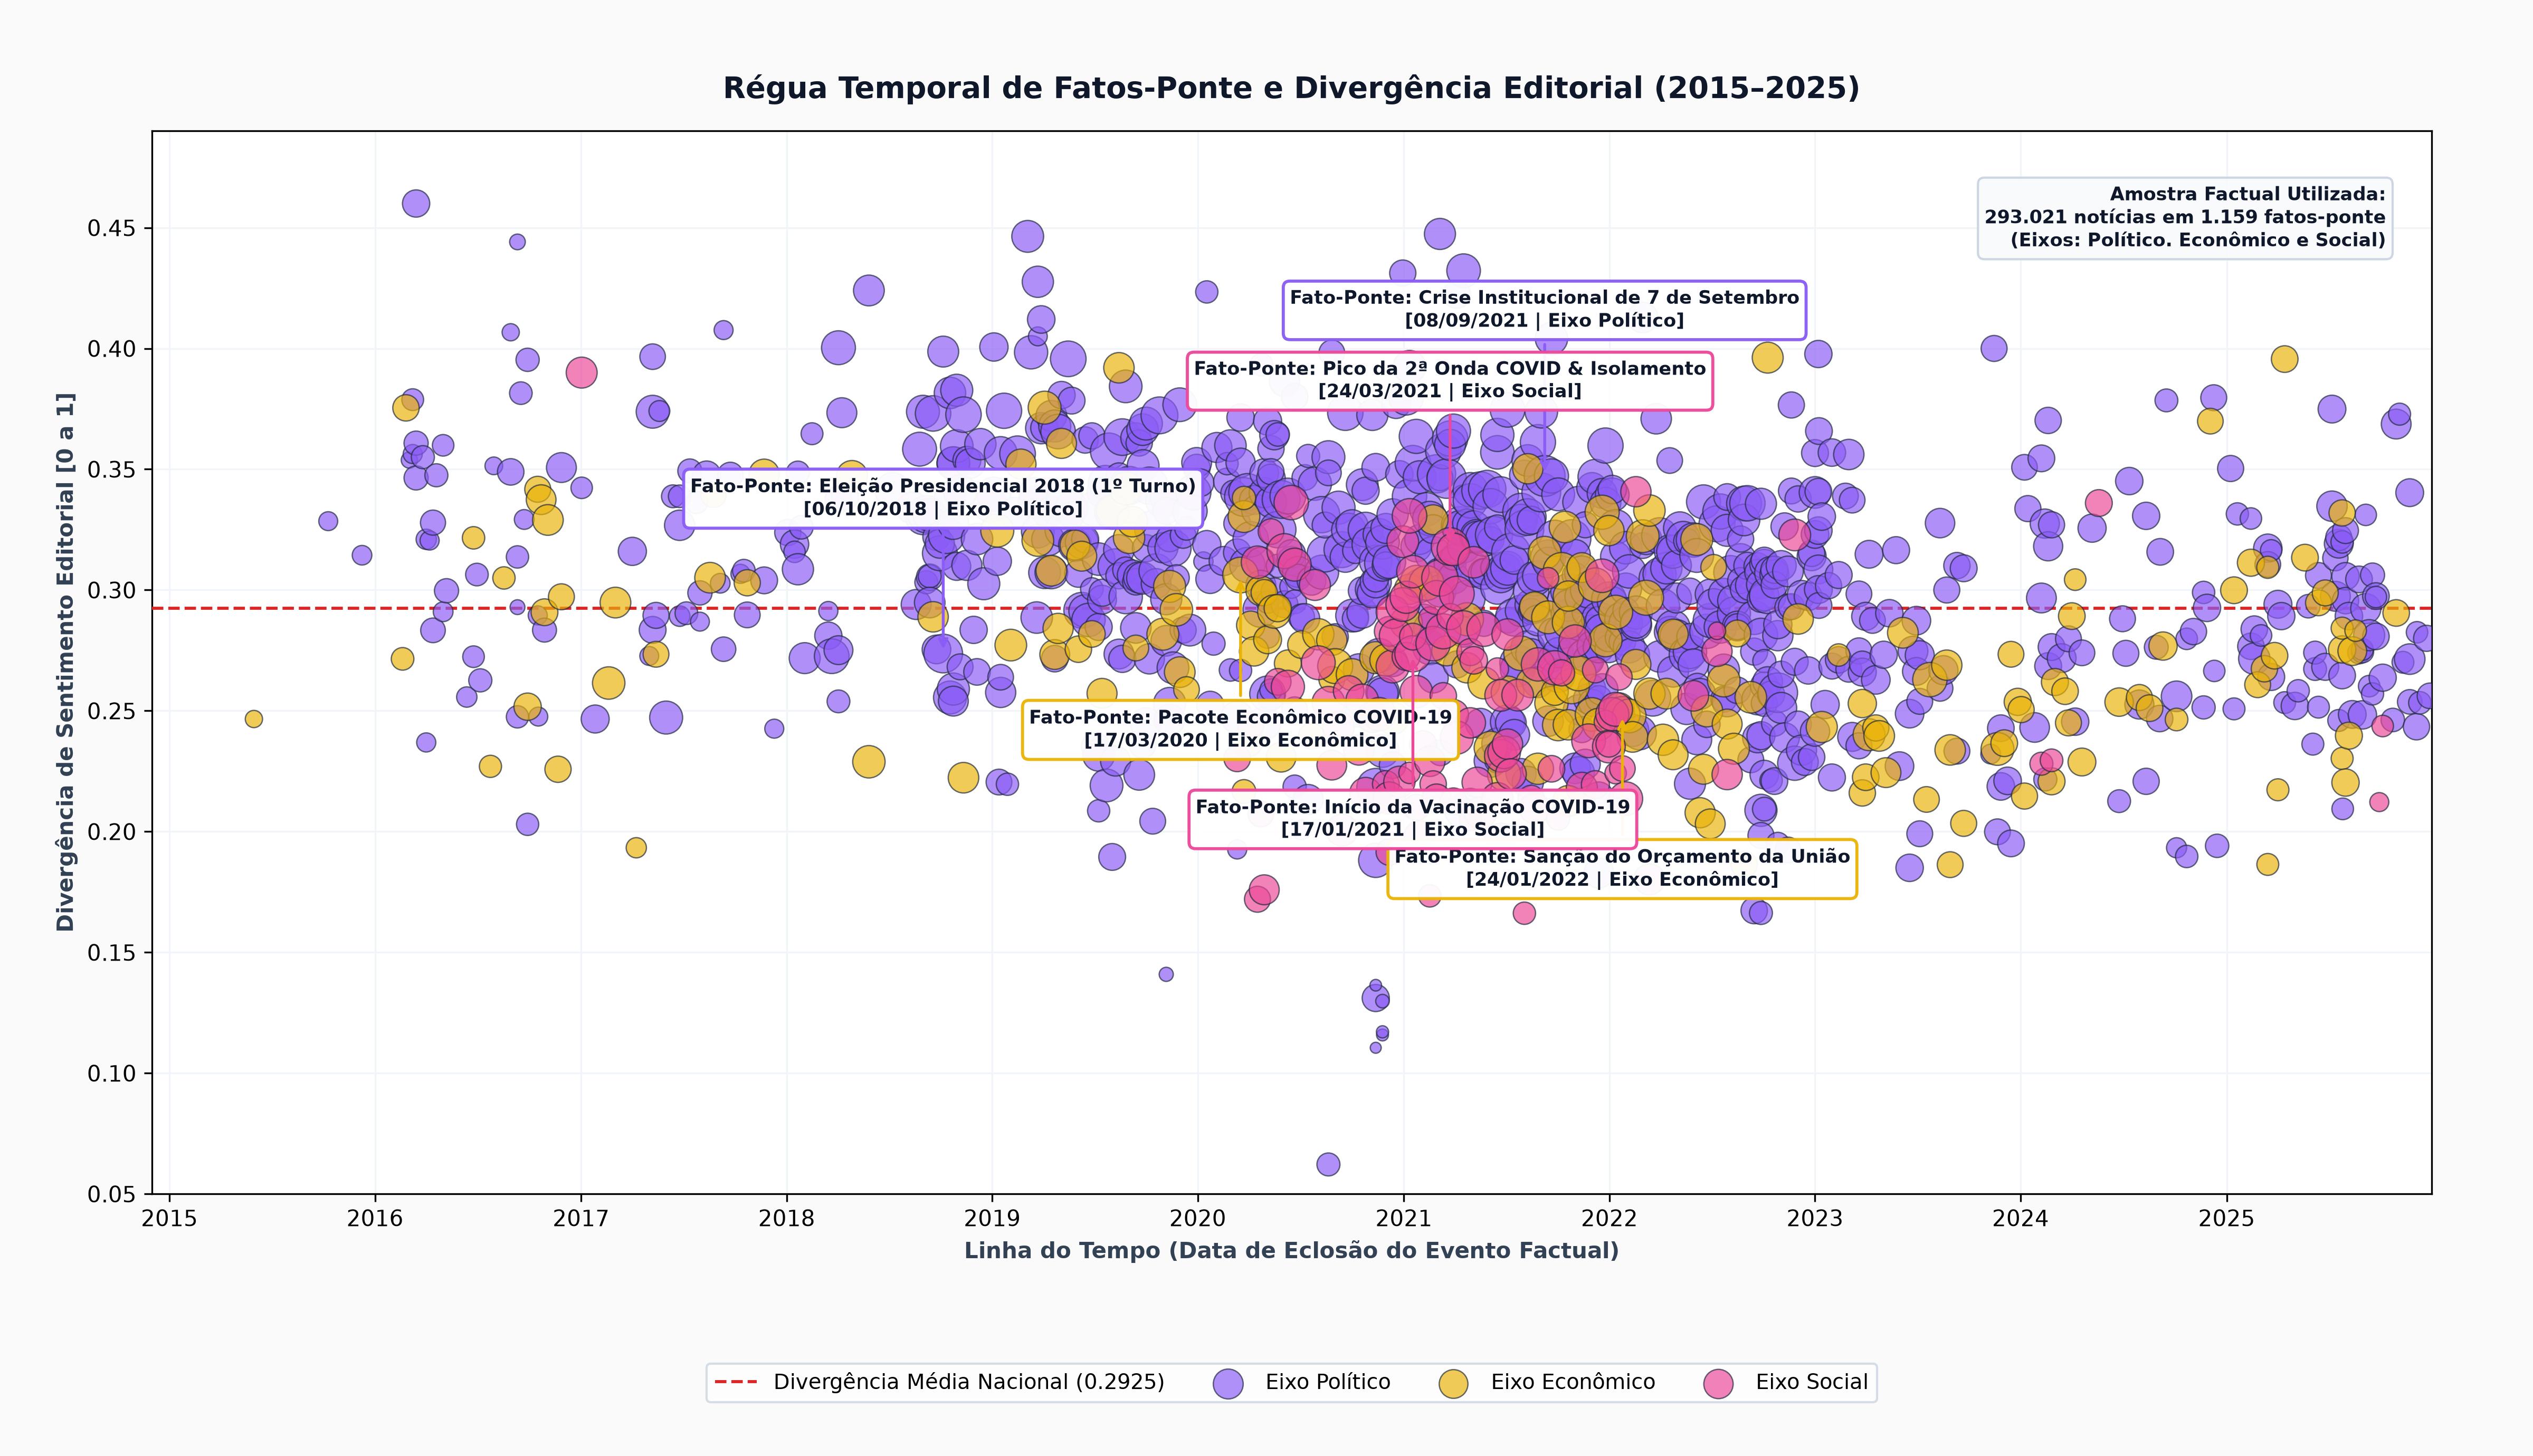 Régua Temporal de Fatos-Ponte e Divergência Editorial (2015–2025)
Amostra Factual Utilizada:
293.021 notícias em 1.159 fatos-ponte
(Eixos: Político. Econômico e Social)
Divergência de Sentimento Editorial [0 a 1]
0.45
0.40
0.35
0.30
0.25
0.20
0.15
0.10
0.05
Fato-Ponte: Crise Institucional de 7 de Setembro
[08/09/2021 | Eixo Político]
Fato-Ponte: Pico da 2ª Onda COVID & Isolamento
[24/03/2021 | Eixo Social]
Fato-Ponte: Eleição Presidencial 2018 (1º Turno)
[06/10/2018 | Eixo Político]
Fato-Ponte: Pacote Econômico COVID-19
[17/03/2020 | Eixo Econômico]
Fato-Ponte: Início da Vacinação COVID-19
[17/01/2021 | Eixo Social]
Fato-Ponte: Sanção do Orçamento da União
[24/01/2022 | Eixo Econômico]
2015 2016 2017 2018 2019 2020 2021 2022 2023 2024 2025
Linha do Tempo (Data de Eclosão do Evento Factual)
Divergência Média Nacional (0.2925) Eixo Político Eixo Econômico Eixo Social